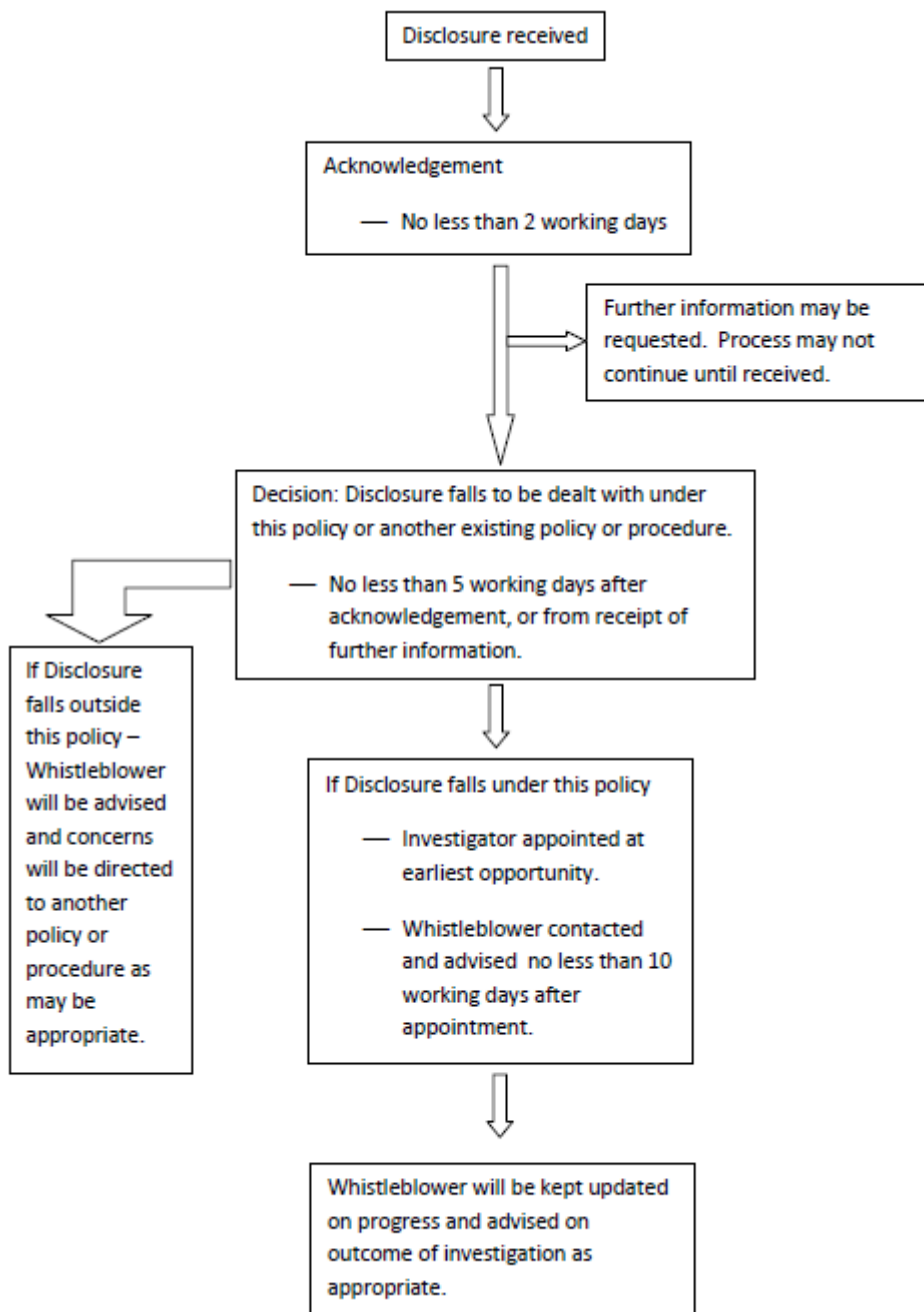 Disclosure received
Acknowledgement
— No less than 2 working days
Further information may be
requested. Process may not
continue until received.
Decision: Disclosure falls to be dealt with under
this policy or another existing policy or procedure.
— No less than 5 working days after
acknowledgement, or from receipt of
further information.
If Disclosure
falls outside
this policy –
Whistleblower
will be advised
and concerns
will be directed
to another
policy or
procedure as
may be
appropriate.
If Disclosure falls under this policy
— Investigator appointed at
earliest opportunity.
— Whistleblower contacted
and advised no less than 10
working days after
appointment.
Whistleblower will be kept updated
on progress and advised on
outcome of investigation as
appropriate.